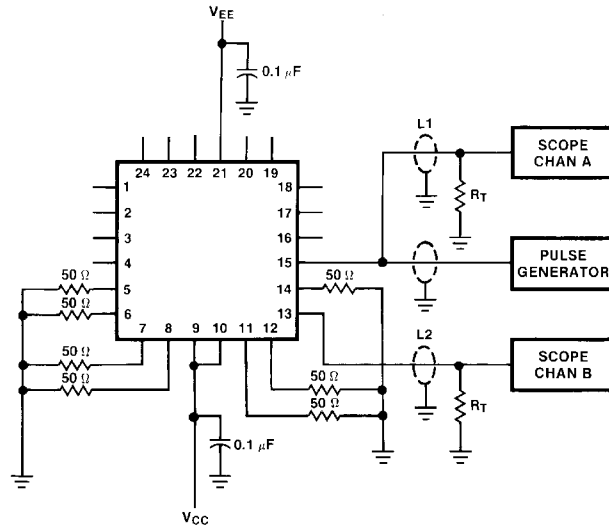 VEE
0.1 μF
L1
SCOPE
CHAN A
24 23 22 21 20 19
RT
1 18
2 17
3 16
4 15
PULSE
GENERATOR
50 Ω 5 14 50 Ω
50 Ω 6 13
7 8 9 10 11 12
L2
SCOPE
CHAN B
50 Ω
50 Ω
50 Ω
50 Ω
RT
0.1 μF
VCC